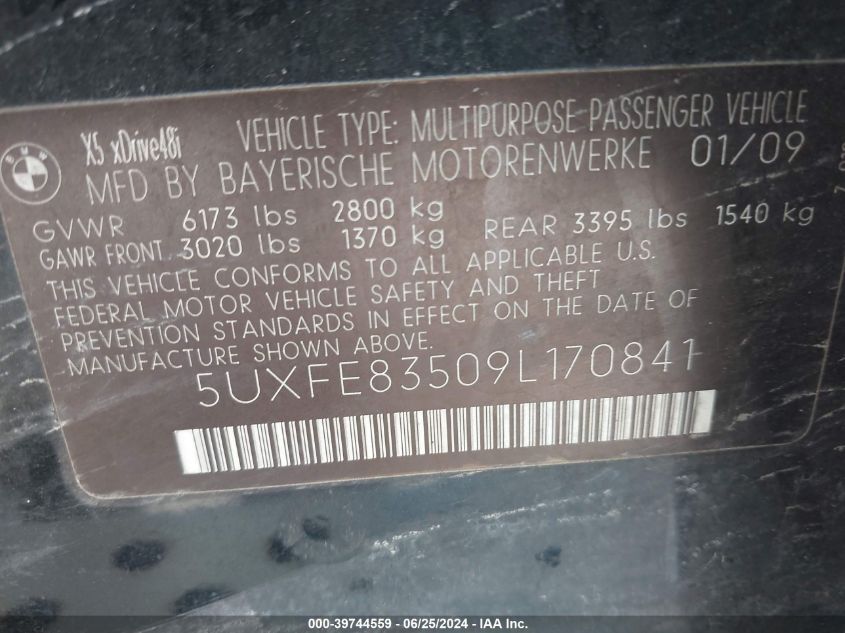 X5 xDrive48i VEHICLE TYPE: MULTIPURPOSE PASSENGER VEHICLE
BMW
MFD BY BAYERISCHE MOTORENWERKE 01/09
GVWR 6173 lbs 2800 kg
GAWR FRONT 3020 lbs 1370 kg REAR 3395 lbs 1540 kg
THIS VEHICLE CONFORMS TO ALL APPLICABLE U.S.
FEDERAL MOTOR VEHICLE SAFETY AND THEFT
PREVENTION STANDARDS IN EFFECT ON THE DATE OF
MANUFACTURE SHOWN ABOVE.
5UXFE83509L170841
000-39744559 - 06/25/2024 - IAA Inc.